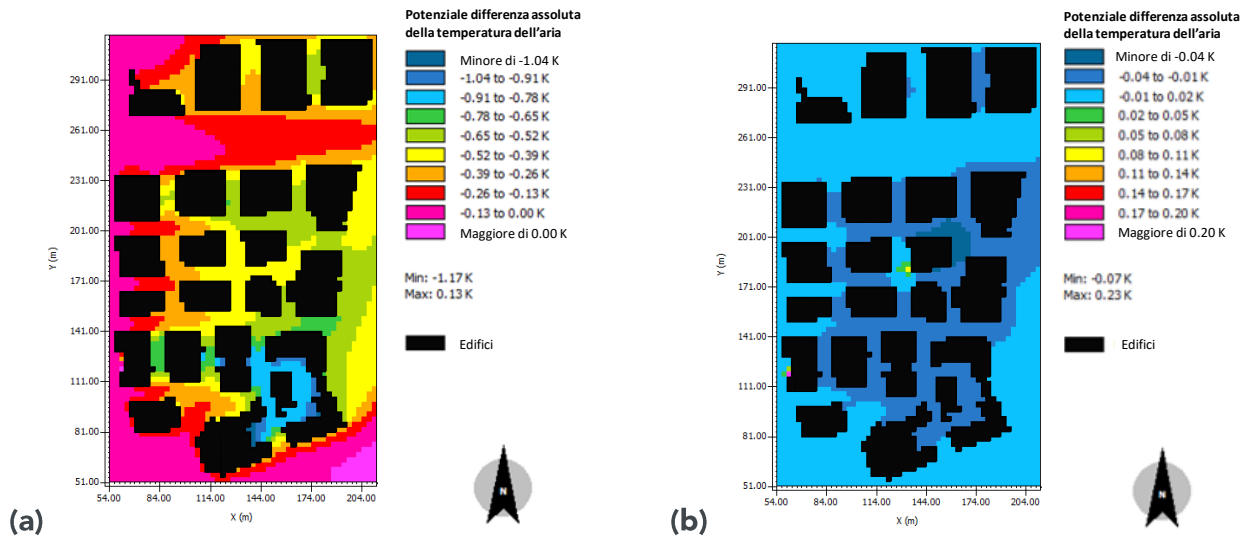 Potenziale differenza assoluta
della temperatura dell'aria
Minore di -1.04 K
-1.04 to -0.91 K
-0.91 to -0.78 K
-0.78 to -0.65 K
-0.65 to -0.52 K
-0.52 to -0.39 K
-0.39 to -0.26 K
-0.26 to -0.13 K
-0.13 to 0.00 K
Maggiore di 0.00 K
Min: -1.17 K
Max: 0.13 K
Edifici
291.00
261.00
231.00
201.00
171.00
141.00
111.00
81.00
51.00
Y (m)
54.00 84.00 114.00 144.00 174.00 204.00
X (m)
N
(a)
Potenziale differenza assoluta
della temperatura dell'aria
Minore di -0.04 K
-0.04 to -0.01 K
-0.01 to 0.02 K
0.02 to 0.05 K
0.05 to 0.08 K
0.08 to 0.11 K
0.11 to 0.14 K
0.14 to 0.17 K
0.17 to 0.20 K
Maggiore di 0.20 K
Min: -0.07 K
Max: 0.23 K
Edifici
291.00
261.00
231.00
201.00
171.00
141.00
111.00
81.00
51.00
Y (m)
54.00 84.00 114.00 144.00 174.00 204.00
X (m)
N
(b)